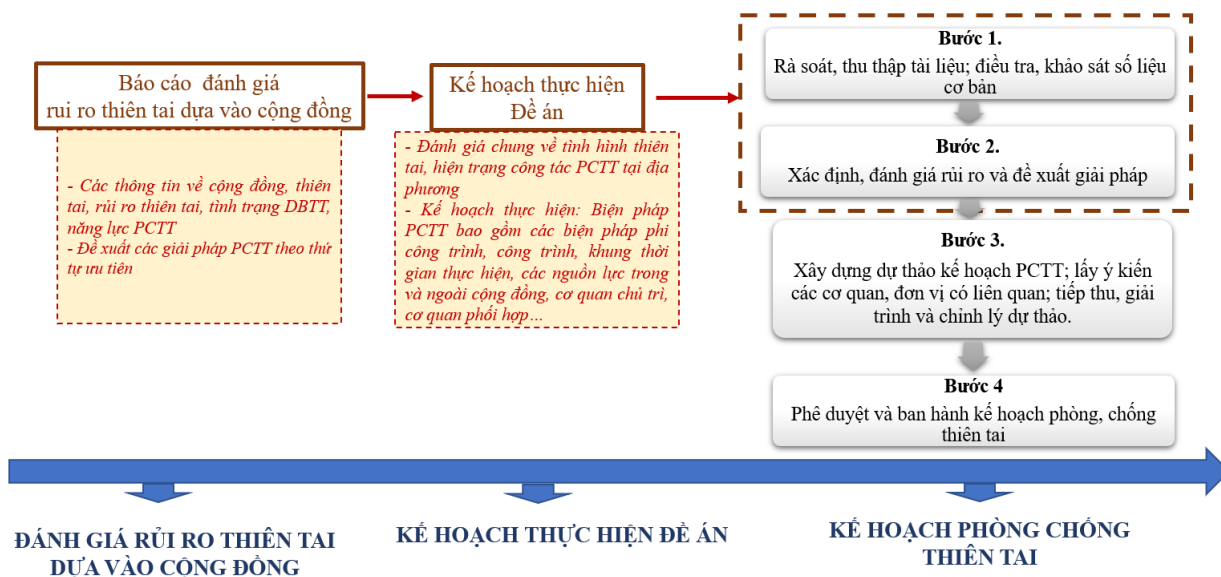 Báo cáo đánh giá
rui ro thiên tai dựa vào cộng đồng
- Các thông tin về cộng đồng, thiên
tai, rủi ro thiên tai, tình trạng DBTT,
năng lực PCTT
- Đề xuất các giải pháp PCTT theo thứ
tự ưu tiên
Kế hoạch thực hiện
Đề án
- Đánh giá chung về tình hình thiên
tai, hiện trạng công tác PCTT tại địa
phương
- Kế hoạch thực hiện: Biện pháp
PCTT bao gồm các biện pháp phi
công trình, công trình, khung thời
gian thực hiện, các nguồn lực trong
và ngoài cộng đồng, cơ quan chủ trì,
cơ quan phối hợp…
Bước 1.
Rà soát, thu thập tài liệu; điều tra, khảo sát số liệu
cơ bản
Bước 2.
Xác định, đánh giá rủi ro và đề xuất giải pháp
Bước 3.
Xây dựng dự thảo kế hoạch PCTT; lấy ý kiến
các cơ quan, đơn vị có liên quan; tiếp thu, giải
trình và chỉnh lý dự thảo.
Bước 4
Phê duyệt và ban hành kế hoạch phòng, chống
thiên tai
ĐÁNH GIÁ RỦI RO THIÊN TAI
DỰA VÀO CỘNG ĐỒNG
KẾ HOẠCH THỰC HIỆN ĐỀ ÁN
KẾ HOẠCH PHÒNG CHỐNG
THIÊN TAI